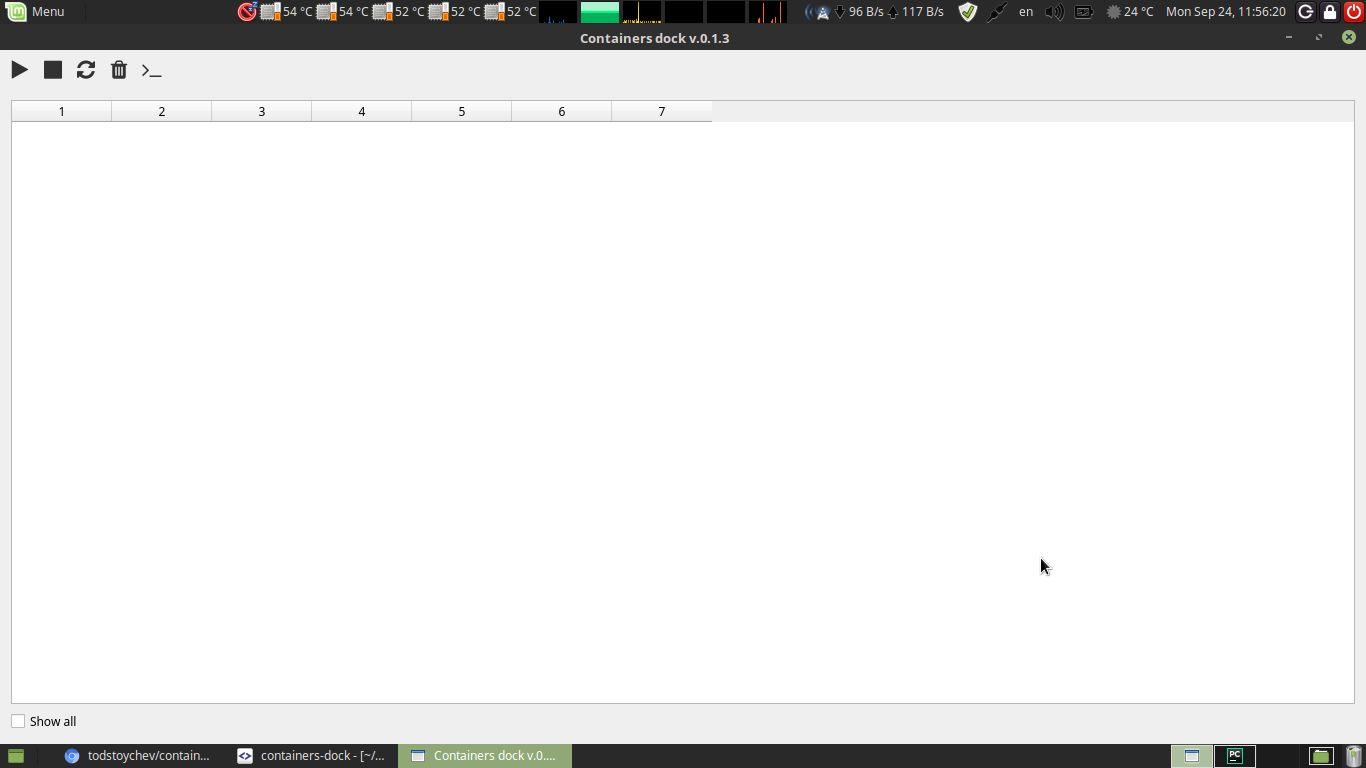 Menu 54 °C 54 °C 52 °C 52 °C 52 °C 96 B/s 117 B/s en 24 °C Mon Sep 24, 11:56:20
Containers dock v.0.1.3
1 2 3 4 5 6 7
Show all
todstoychev/contain... containers-dock - [~/... Containers dock v.0.... PC